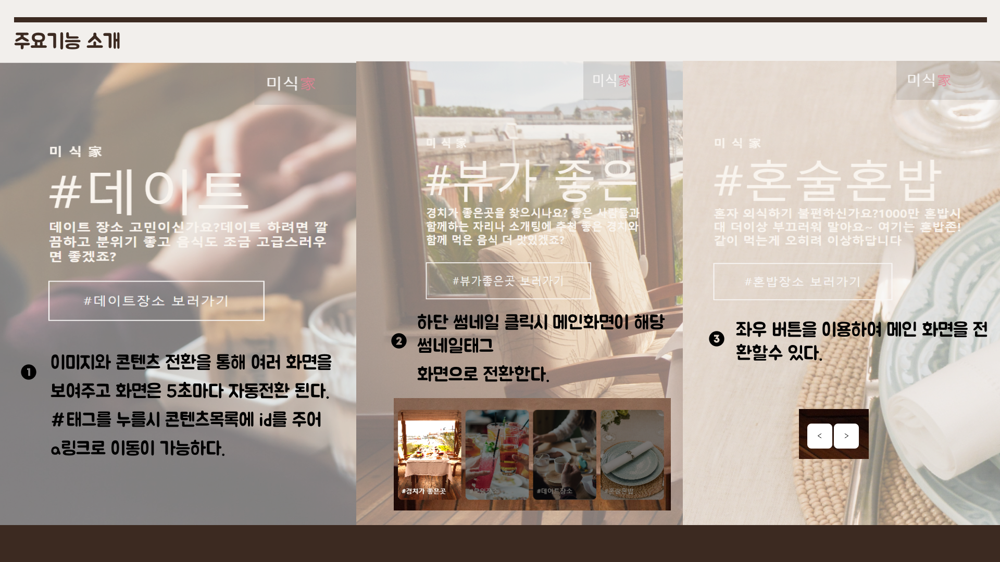 주요기능 소개
미식家
미 식 家
#데이트
데이트 장소 고민이신가요?데이트 하려면 깔
끔하고 분위기 좋고 음식도 조금 고급스러우
면 좋겠죠?
#데이트장소 보러가기
1
이미지와 콘텐츠 전환을 통해 여러 화면을
보여주고 화면은 5초마다 자동전환 된다.
#태그를 누를시 콘텐츠목록에 id를 주어
a링크로 이동이 가능하다.
미식家
미 식 家
#뷰가 좋은
경치가 좋은곳을 찾으시나요? 좋은 사람들과
함께하는 자리나 소개팅에 추천 좋은 경치와
함께 먹은 음식 더 맛있겠죠?
#뷰가좋은곳 보러가기
2
하단 썸네일 클릭시 메인화면이 해당
썸네일태그
화면으로 전환한다.
#경치가 좋은곳
#모임장소
#데이트장소
#혼술혼밥
미식家
미 식 家
#혼술혼밥
혼자 외식하기 불편하신가요?1000만 혼밥시
대 더이상 부끄러워 말아요~ 여기는 혼밥존!
같이 먹는게 오히려 이상하답니다
#혼밥장소 보러가기
3
좌우 버튼을 이용하여 메인 화면을 전
환할수 있다.
< >